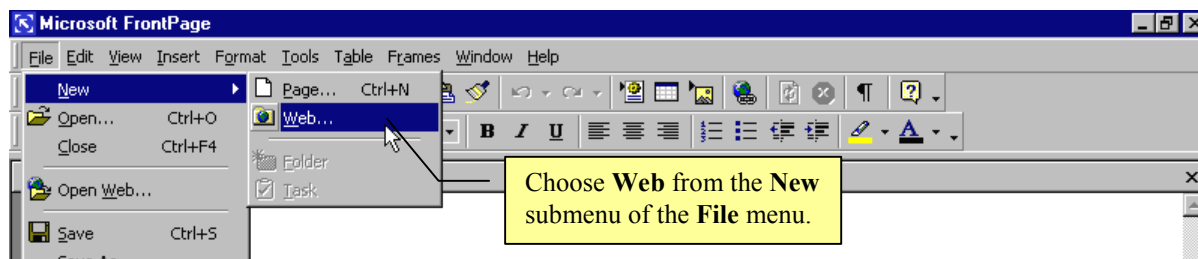 Microsoft FrontPage
File Edit View Insert Format Tools Table Frames Window Help
New
Page... Ctrl+N
Open... Ctrl+O
Web...
Close Ctrl+F4
Folder
Open Web...
Task
Save Ctrl+S
B I U A
Choose Web from the New
submenu of the File menu.